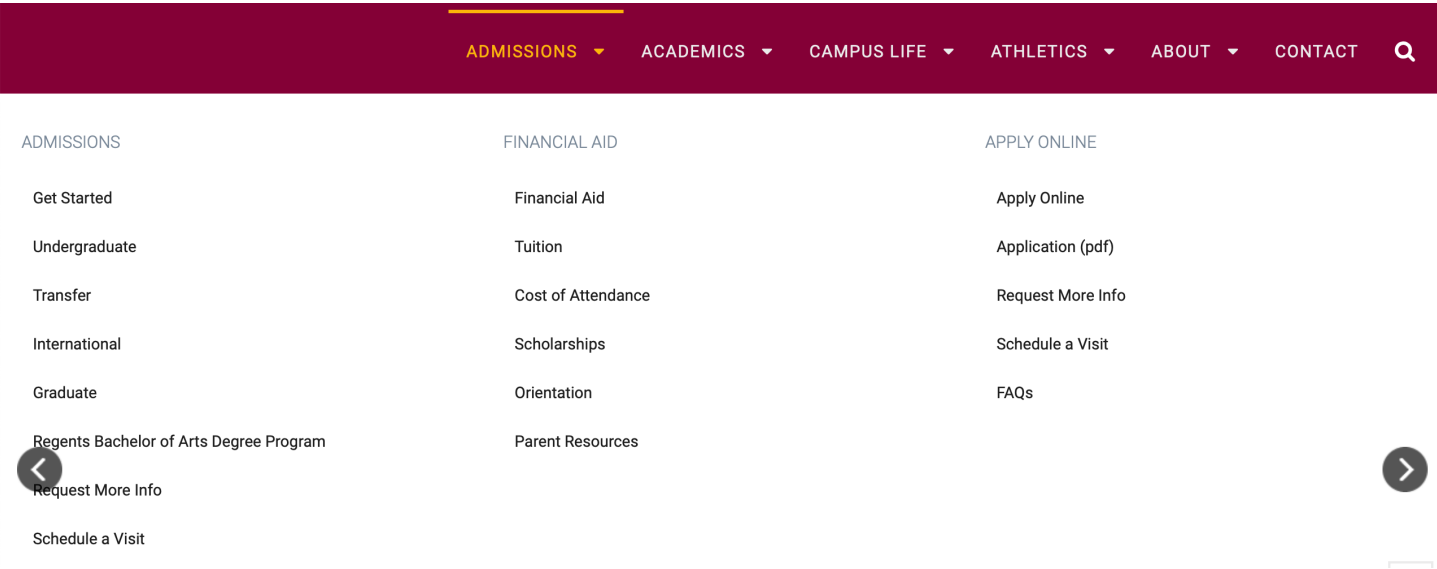 ADMISSIONS ACADEMICS CAMPUS LIFE ATHLETICS ABOUT CONTACT
ADMISSIONS
Get Started
Undergraduate
Transfer
International
Graduate
Regents Bachelor of Arts Degree Program
Request More Info
Schedule a Visit
FINANCIAL AID
Financial Aid
Tuition
Cost of Attendance
Scholarships
Orientation
Parent Resources
APPLY ONLINE
Apply Online
Application (pdf)
Request More Info
Schedule a Visit
FAQs